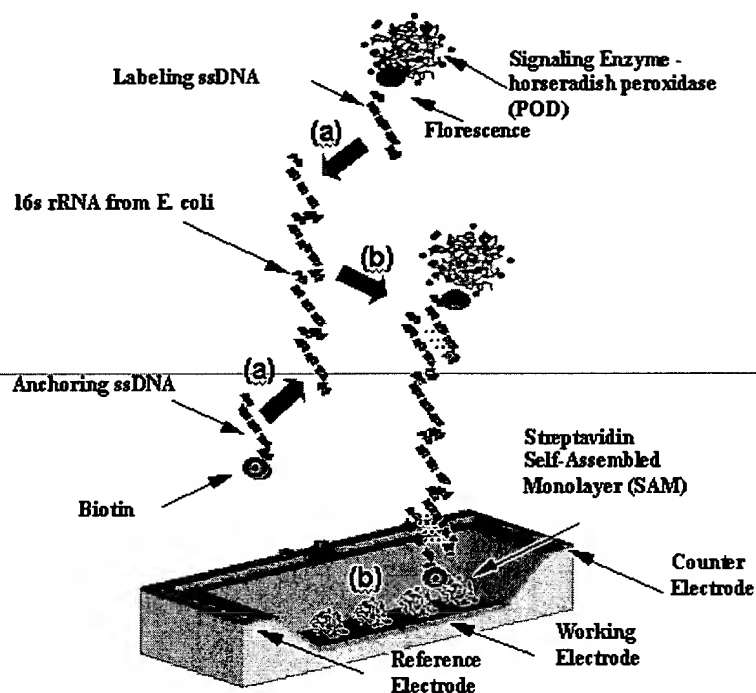 Signaling Enzyme -
horseradish peroxidase
(POD)
Labeling ssDNA
Florescence
(a)
16s rRNA from E. coli
(b)
(a)
Anchoring ssDNA
Streptavidin
Self-Assembled
Monolayer (SAM)
Biotin
Counter
Electrode
(b)
Working
Electrode
Reference
Electrode